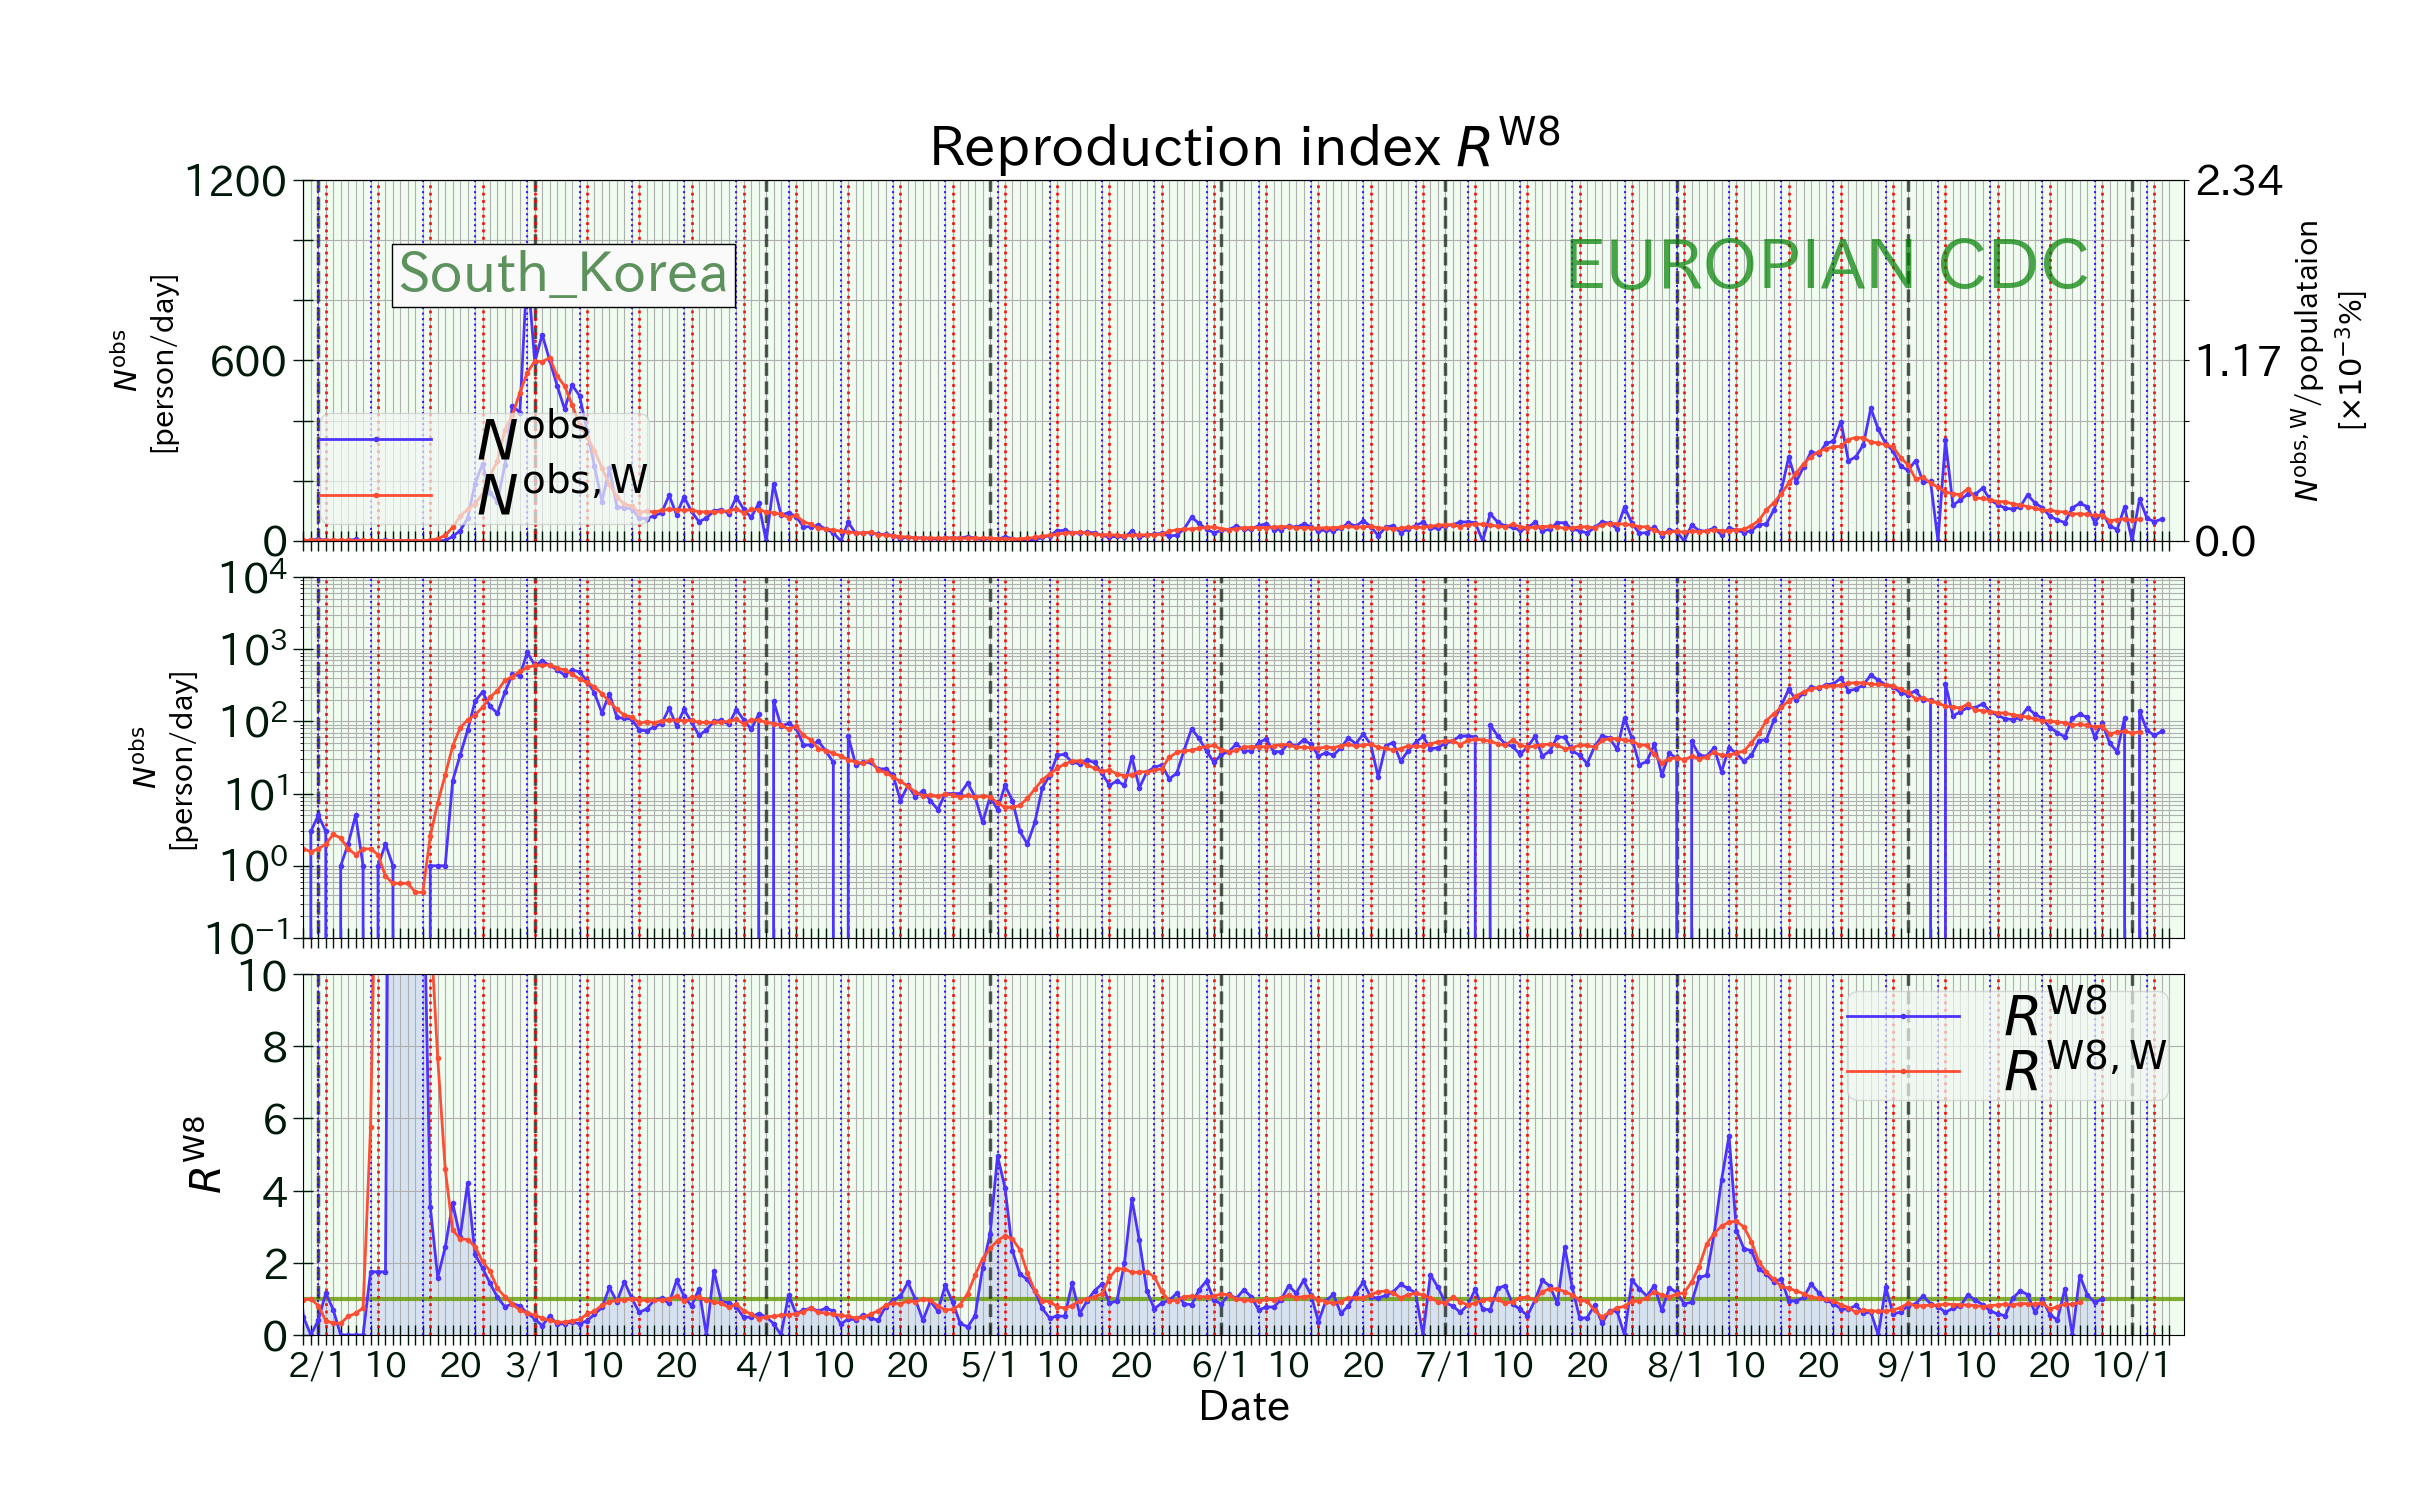 Reproduction index R^W8
1200
600
0
N^obs
[person/day]
South_Korea
EUROPIAN CDC
N^obs
N^obs, W
2.34
1.17
0.0
N^obs, W/populataion
[×10^−3%]
10^4
10^3
10^2
10^1
10^0
10^−1
N^obs
[person/day]
10
8
6
4
2
0
R^W8
R^W8
R^W8, W
2/1 10 20 3/1 10 20 4/1 10 20 5/1 10 20 6/1 10 20 7/1 10 20 8/1 10 20 9/1 10 20 10/1
Date